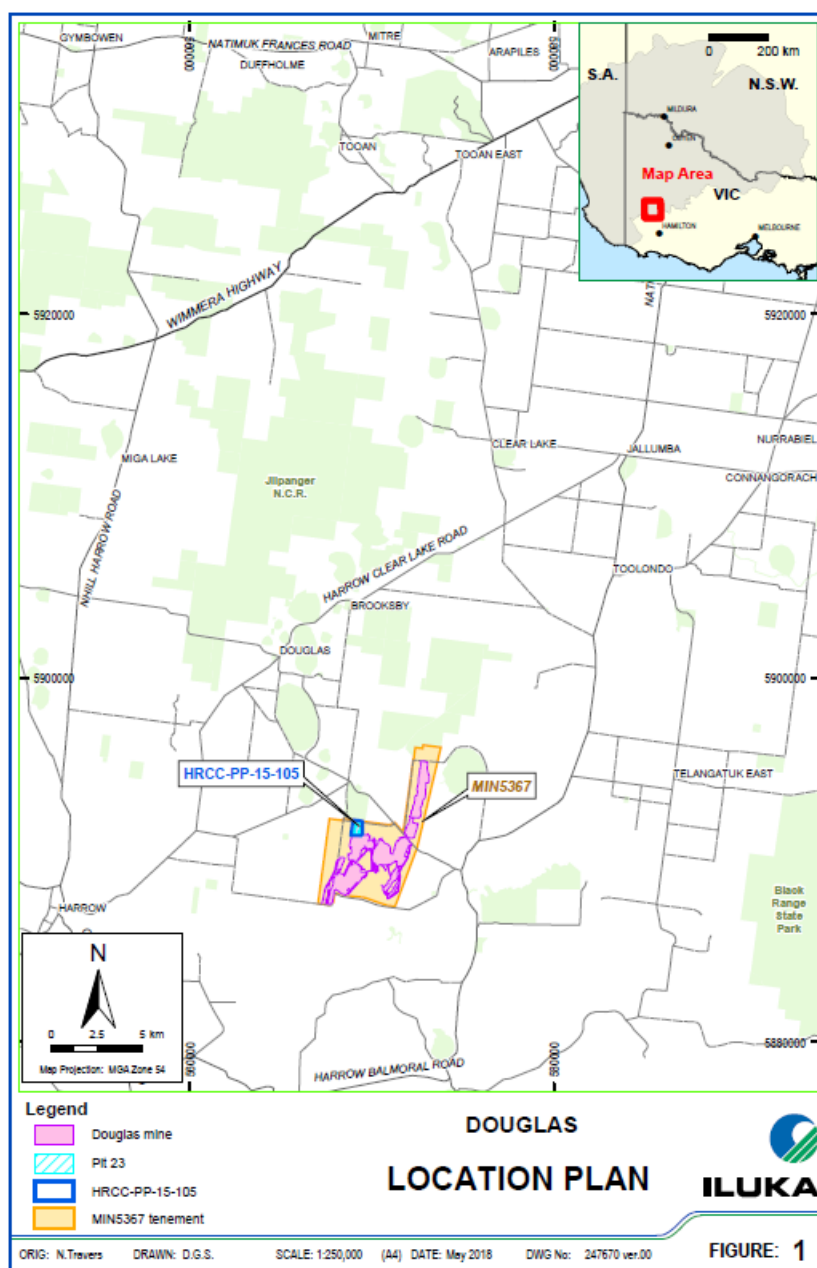 GYMBOWEN
NATIMUK FRANCES ROAD
MITRE
DUFFHOLME
ARAPILES
560000
580000
TOOAN
TOOAN EAST
0 200 km
S.A.
N.S.W.
MILDURA
OUYEN
Map Area
VIC
HAMILTON
MELBOURNE
WIMMERA HIGHWAY
5920000
5920000
CLEAR LAKE
JALLUMBA
NURRABIEL
MIGA LAKE
CONNANGORACH
Jilpanger
N.C.R.
NHILL HARROW ROAD
HARROW CLEAR LAKE ROAD
TOOLONDO
BROOKSBY
DOUGLAS
5900000
5900000
HRCC-PP-15-105
MIN5367
TELANGATUK EAST
HARROW
Black
Range
State
Park
N
0 2.5 5 km
Map Projection: MGA Zone 54
560000
580000
5880000
HARROW BALMORAL ROAD
Legend
Douglas mine
Pit 23
HRCC-PP-15-105
MIN5367 tenement
DOUGLAS
LOCATION PLAN
ILUKA
ORIG: N.Travers DRAWN: D.G.S. SCALE: 1:250,000 (A4) DATE: May 2018 DWG No: 247670 ver.00 FIGURE: 1